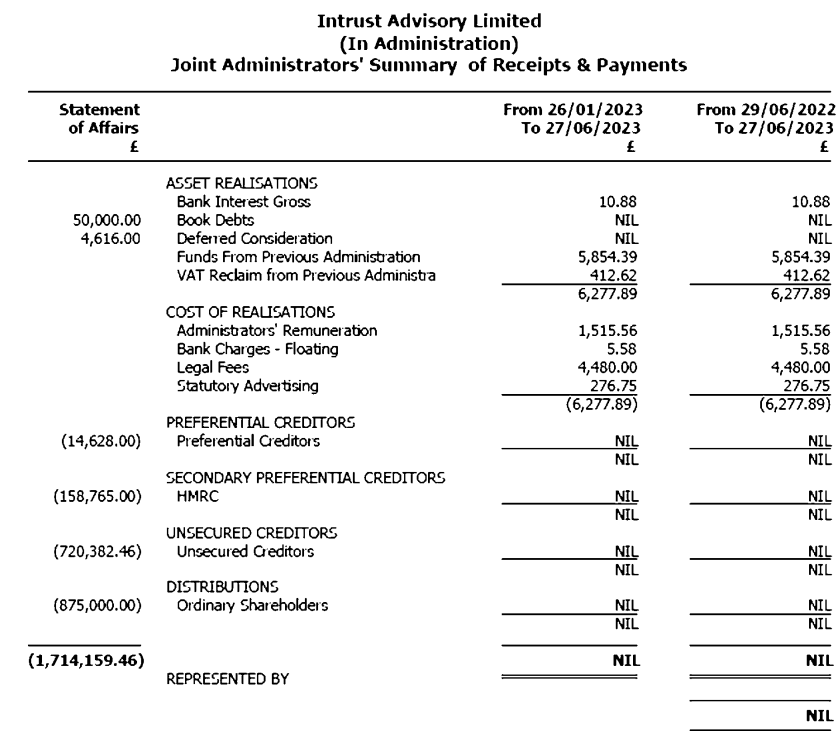 Intrust Advisory Limited
(In Administration)
Joint Administrators' Summary of Receipts & Payments
Statement From 26/01/2023 From 29/06/2022
of Affairs To 27/06/2023 To 27/06/2023
£ £ £
ASSET REALISATIONS
Bank Interest Gross 10.88 10.88
50,000.00 Book Debts NIL NIL
4,616.00 Deferred Consideration NIL NIL
Funds From Previous Administration 5,854.39 5,854.39
VAT Reclaim from Previous Administra 412.62 412.62
6,277.89 6,277.89
COST OF REALISATIONS
Administrators' Remuneration 1,515.56 1,515.56
Bank Charges - Floating 5.58 5.58
Legal Fees 4,480.00 4,480.00
Statutory Advertising 276.75 276.75
(6,277.89) (6,277.89)
PREFERENTIAL CREDITORS
(14,628.00) Preferential Creditors NIL NIL
NIL NIL
SECONDARY PREFERENTIAL CREDITORS
(158,765.00) HMRC NIL NIL
NIL NIL
UNSECURED CREDITORS
(720,382.46) Unsecured Creditors NIL NIL
NIL NIL
DISTRIBUTIONS
(875,000.00) Ordinary Shareholders NIL NIL
NIL NIL
(1,714,159.46) NIL NIL
REPRESENTED BY
NIL